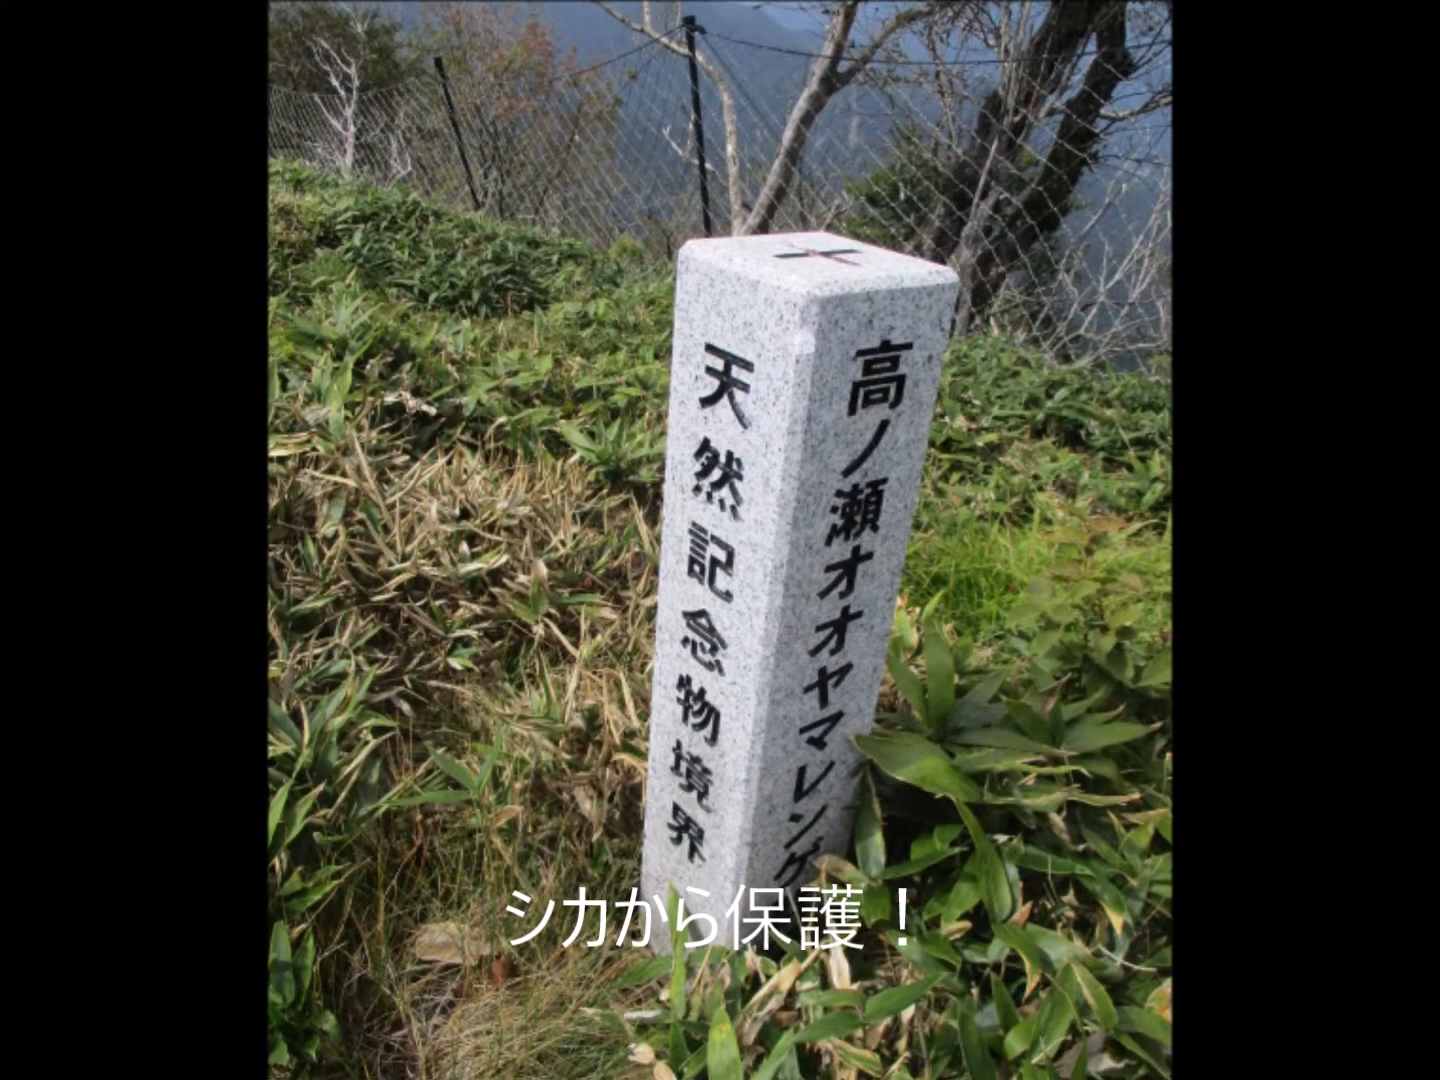 高ノ瀬オオヤマレンゲ
天然記念物境界
シカから保護！